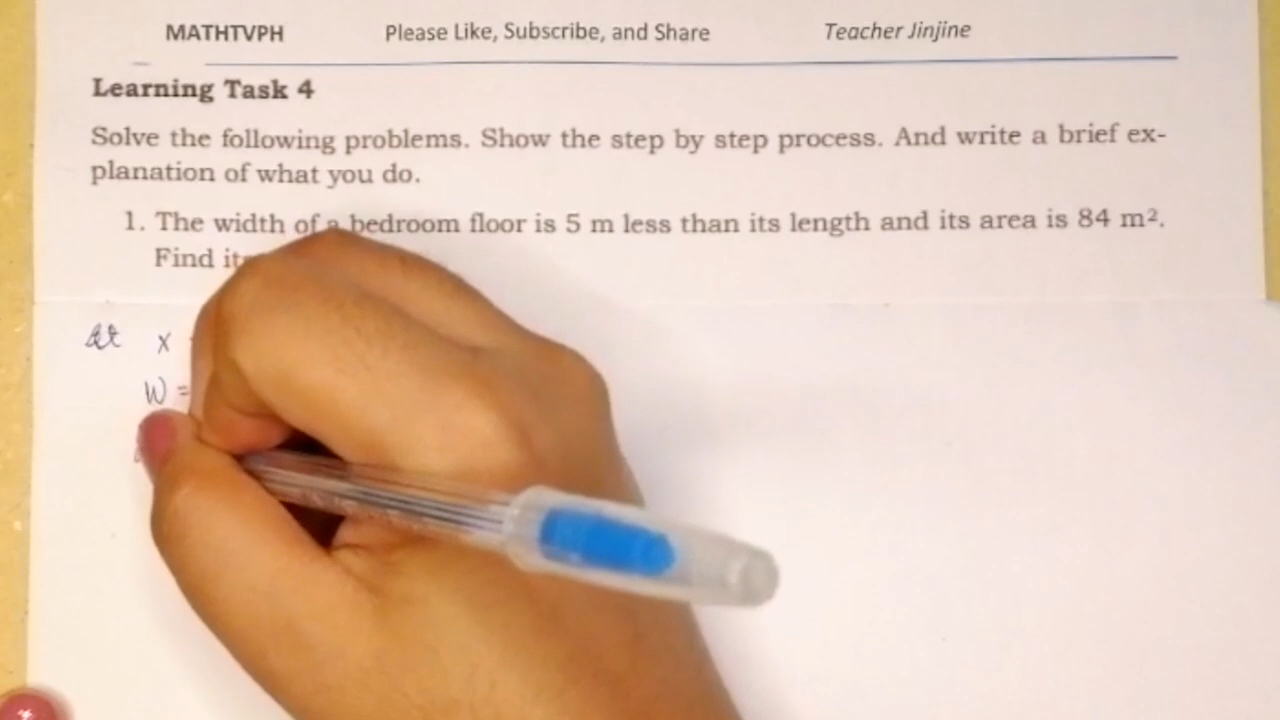 MATHTVPH Please Like, Subscribe, and Share Teacher Jinjine
Learning Task 4
Solve the following problems. Show the step by step process. And write a brief ex-
planation of what you do.
1. The width of a bedroom floor is 5 m less than its length and its area is 84 m².
Find
let x
W =